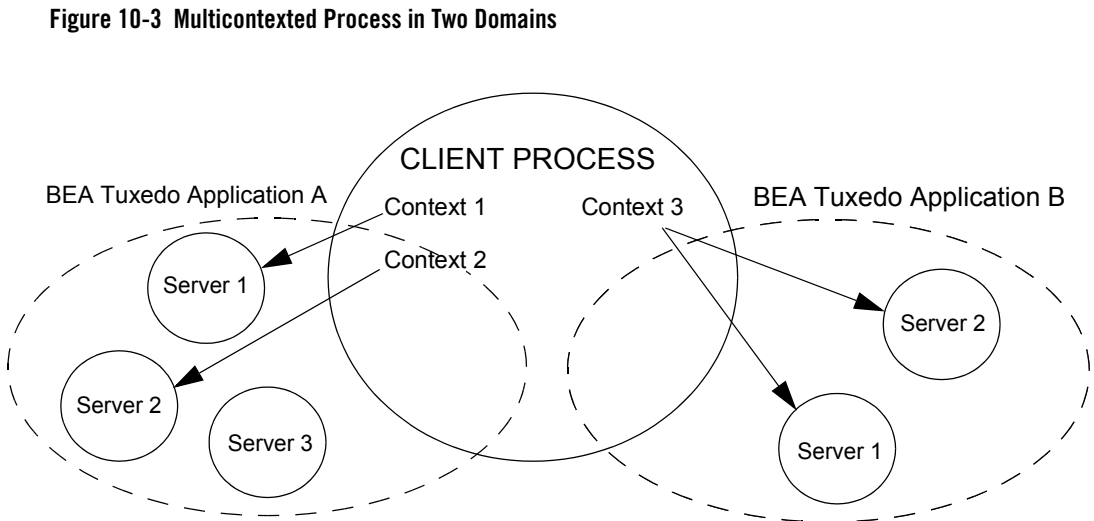 Figure 10-3 Multicontexted Process in Two Domains
CLIENT PROCESS
BEA Tuxedo Application A
BEA Tuxedo Application B
Context 1
Context 3
Context 2
Server 1
Server 2
Server 2
Server 3
Server 1